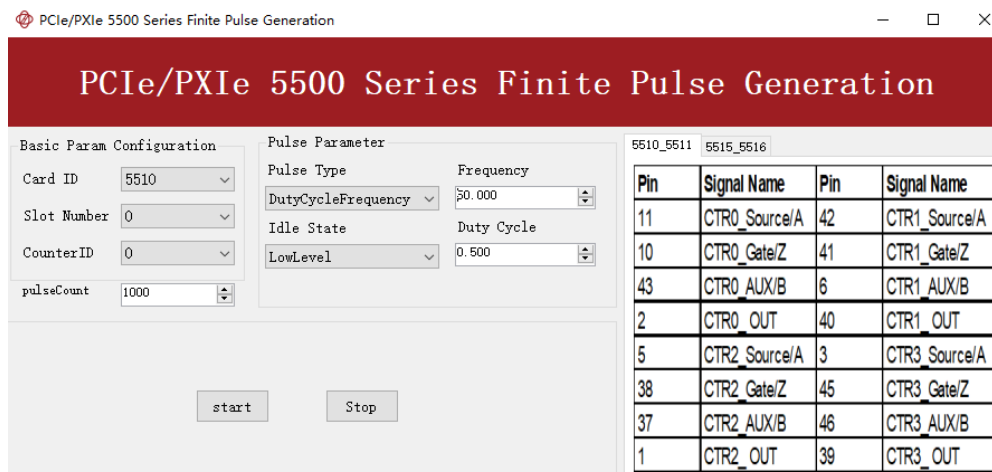 PCIe/PXIe 5500 Series Finite Pulse Generation
PCIe/PXIe 5500 Series Finite Pulse Generation
Basic Param Configuration
Card ID 5510
Slot Number 0
CounterID 0
pulseCount 1000
Pulse Parameter
Pulse Type Frequency
DutyCycleFrequency 50.000
Idle State Duty Cycle
LowLevel 0.500
start Stop
5510_5511 5515_5516
Pin Signal Name Pin Signal Name
11 CTR0_Source/A 42 CTR1_Source/A
10 CTR0_Gate/Z 41 CTR1_Gate/Z
43 CTR0_AUX/B 6 CTR1_AUX/B
2 CTR0_OUT 40 CTR1_OUT
5 CTR2_Source/A 3 CTR3_Source/A
38 CTR2_Gate/Z 45 CTR3_Gate/Z
37 CTR2_AUX/B 46 CTR3_AUX/B
1 CTR2_OUT 39 CTR3_OUT